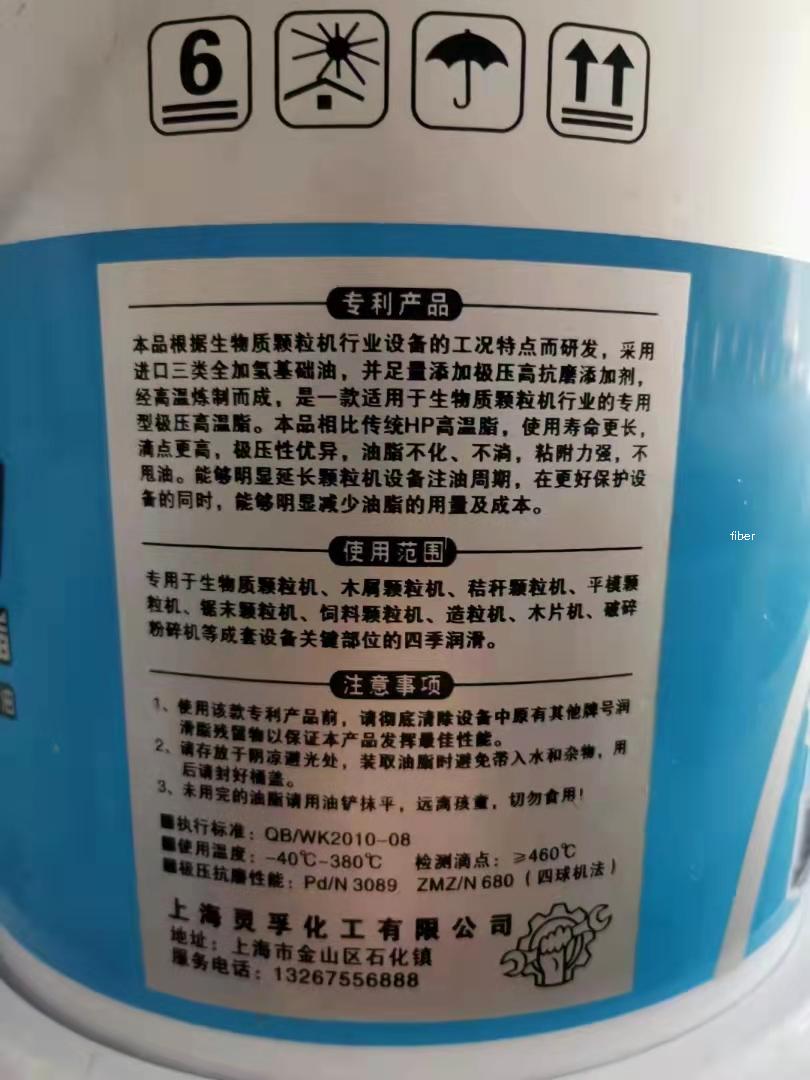 6
专利产品
本品根据生物质颗粒机行业设备的工况特点而研发，采用
进口三类全加氢基础油，并足量添加极压高抗磨添加剂，
经高温炼制而成，是一款适用于生物质颗粒机行业的专用
型极压高温脂。本品相比传统HP高温脂，使用寿命更长，
滴点更高，极压性优异，油脂不化、不淌，粘附力强，不
甩油。能够明显延长颗粒机设备注油周期，在更好保护设
备的同时，能够明显减少油脂的用量及成本。
fiber
使用范围
专用于生物质颗粒机、木屑颗粒机、秸秆颗粒机、平模颗
粒机、锯末颗粒机、饲料颗粒机、造粒机、木片机、破碎
粉碎机等成套设备关键部位的四季润滑。
注意事项
1、使用该款专利产品前，请彻底清除设备中原有其他牌号润
滑脂残留物以保证本产品发挥最佳性能。
2、请存放于阴凉避光处，装取油脂时避免带入水和杂物，用
后请封好桶盖。
3、未用完的油脂请用油铲抹平，远离孩童，切勿食用！
■执行标准：QB/WK2010-08
■使用温度：-40℃-380℃ 检测滴点：≥460℃
■极压抗磨性能：Pd/N 3089 ZMZ/N 680（四球机法）
上海灵孚化工有限公司
地址：上海市金山区石化镇
服务电话：13267556888